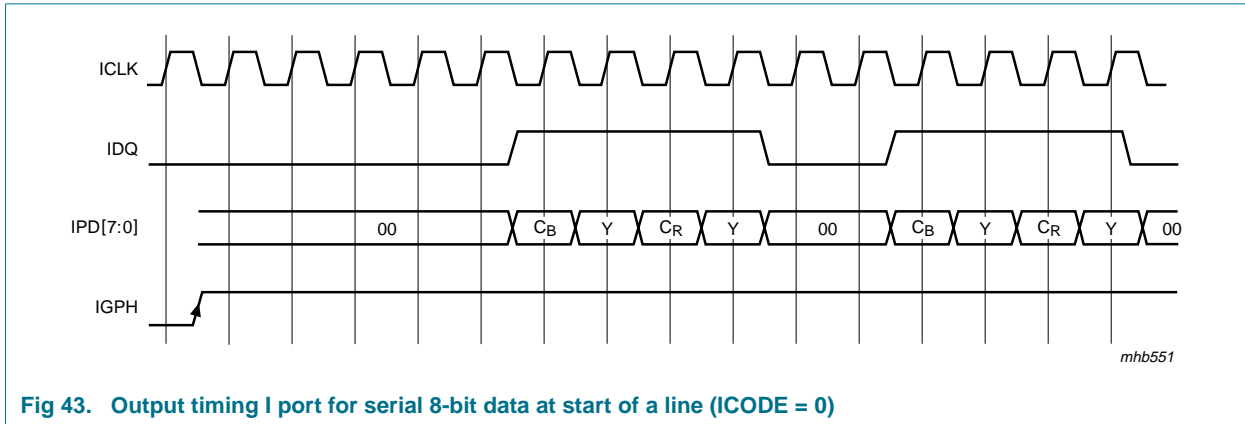 ICLK
IDQ
IPD[7:0] 00 CB Y CR Y 00 CB Y CR Y 00
IGPH
mhb551
Fig 43. Output timing I port for serial 8-bit data at start of a line (ICODE = 0)